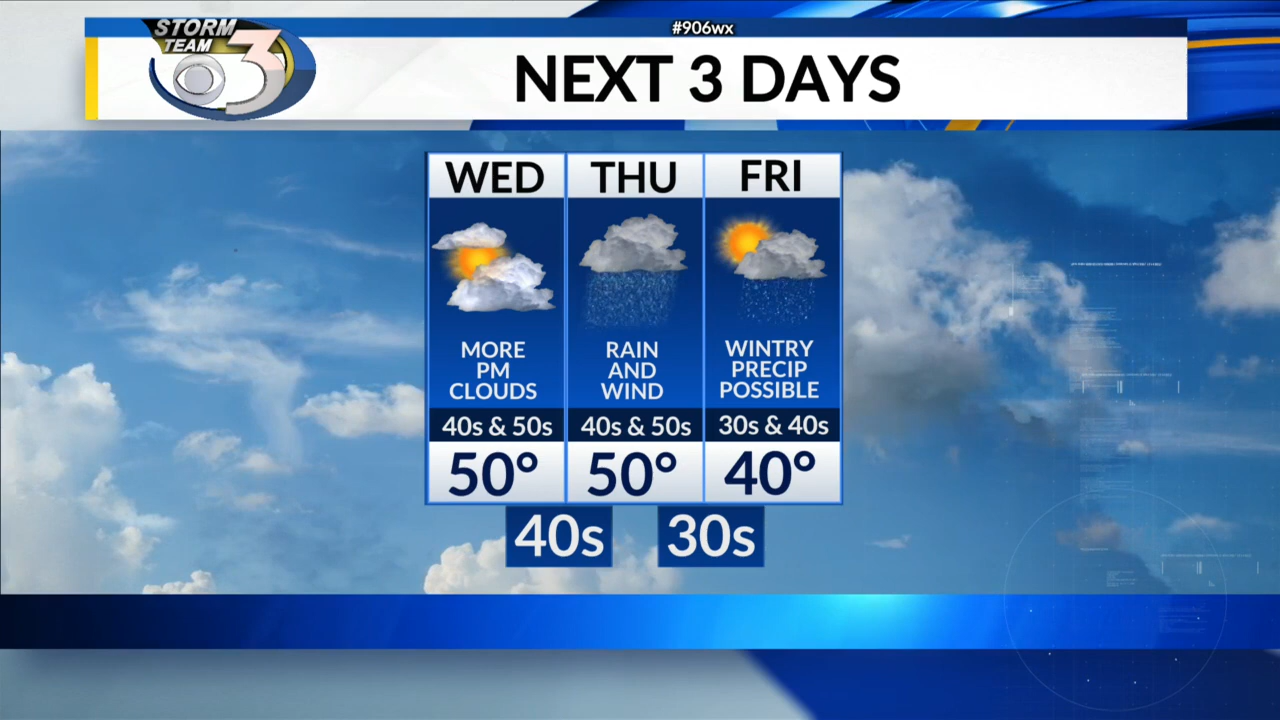 STORM
TEAM
3
#906wx
NEXT 3 DAYS
WED
MORE
PM
CLOUDS
40s & 50s
50°
THU
RAIN
AND
WIND
40s & 50s
50°
FRI
WINTRY
PRECIP
POSSIBLE
30s & 40s
40°
40s
30s